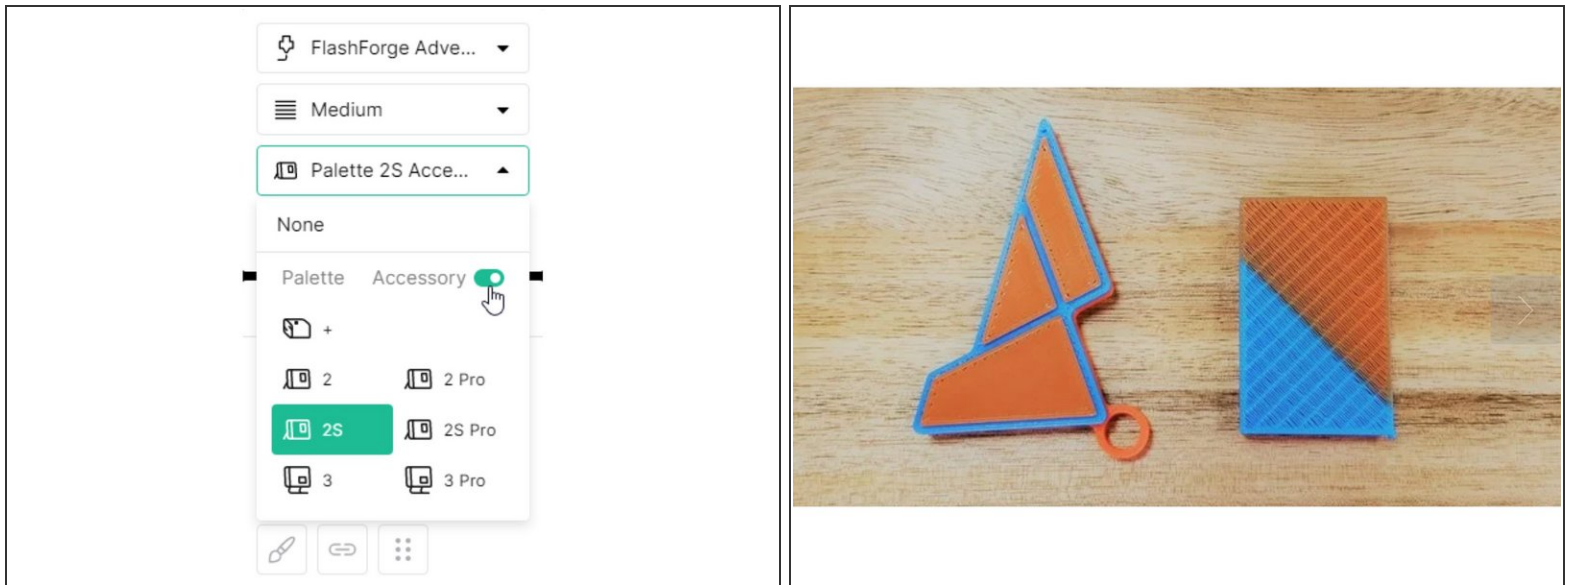 FlashForge Adve...
Medium
Palette 2S Acce...
None
Palette Accessory
+
2 2 Pro
2S 2S Pro
3 3 Pro